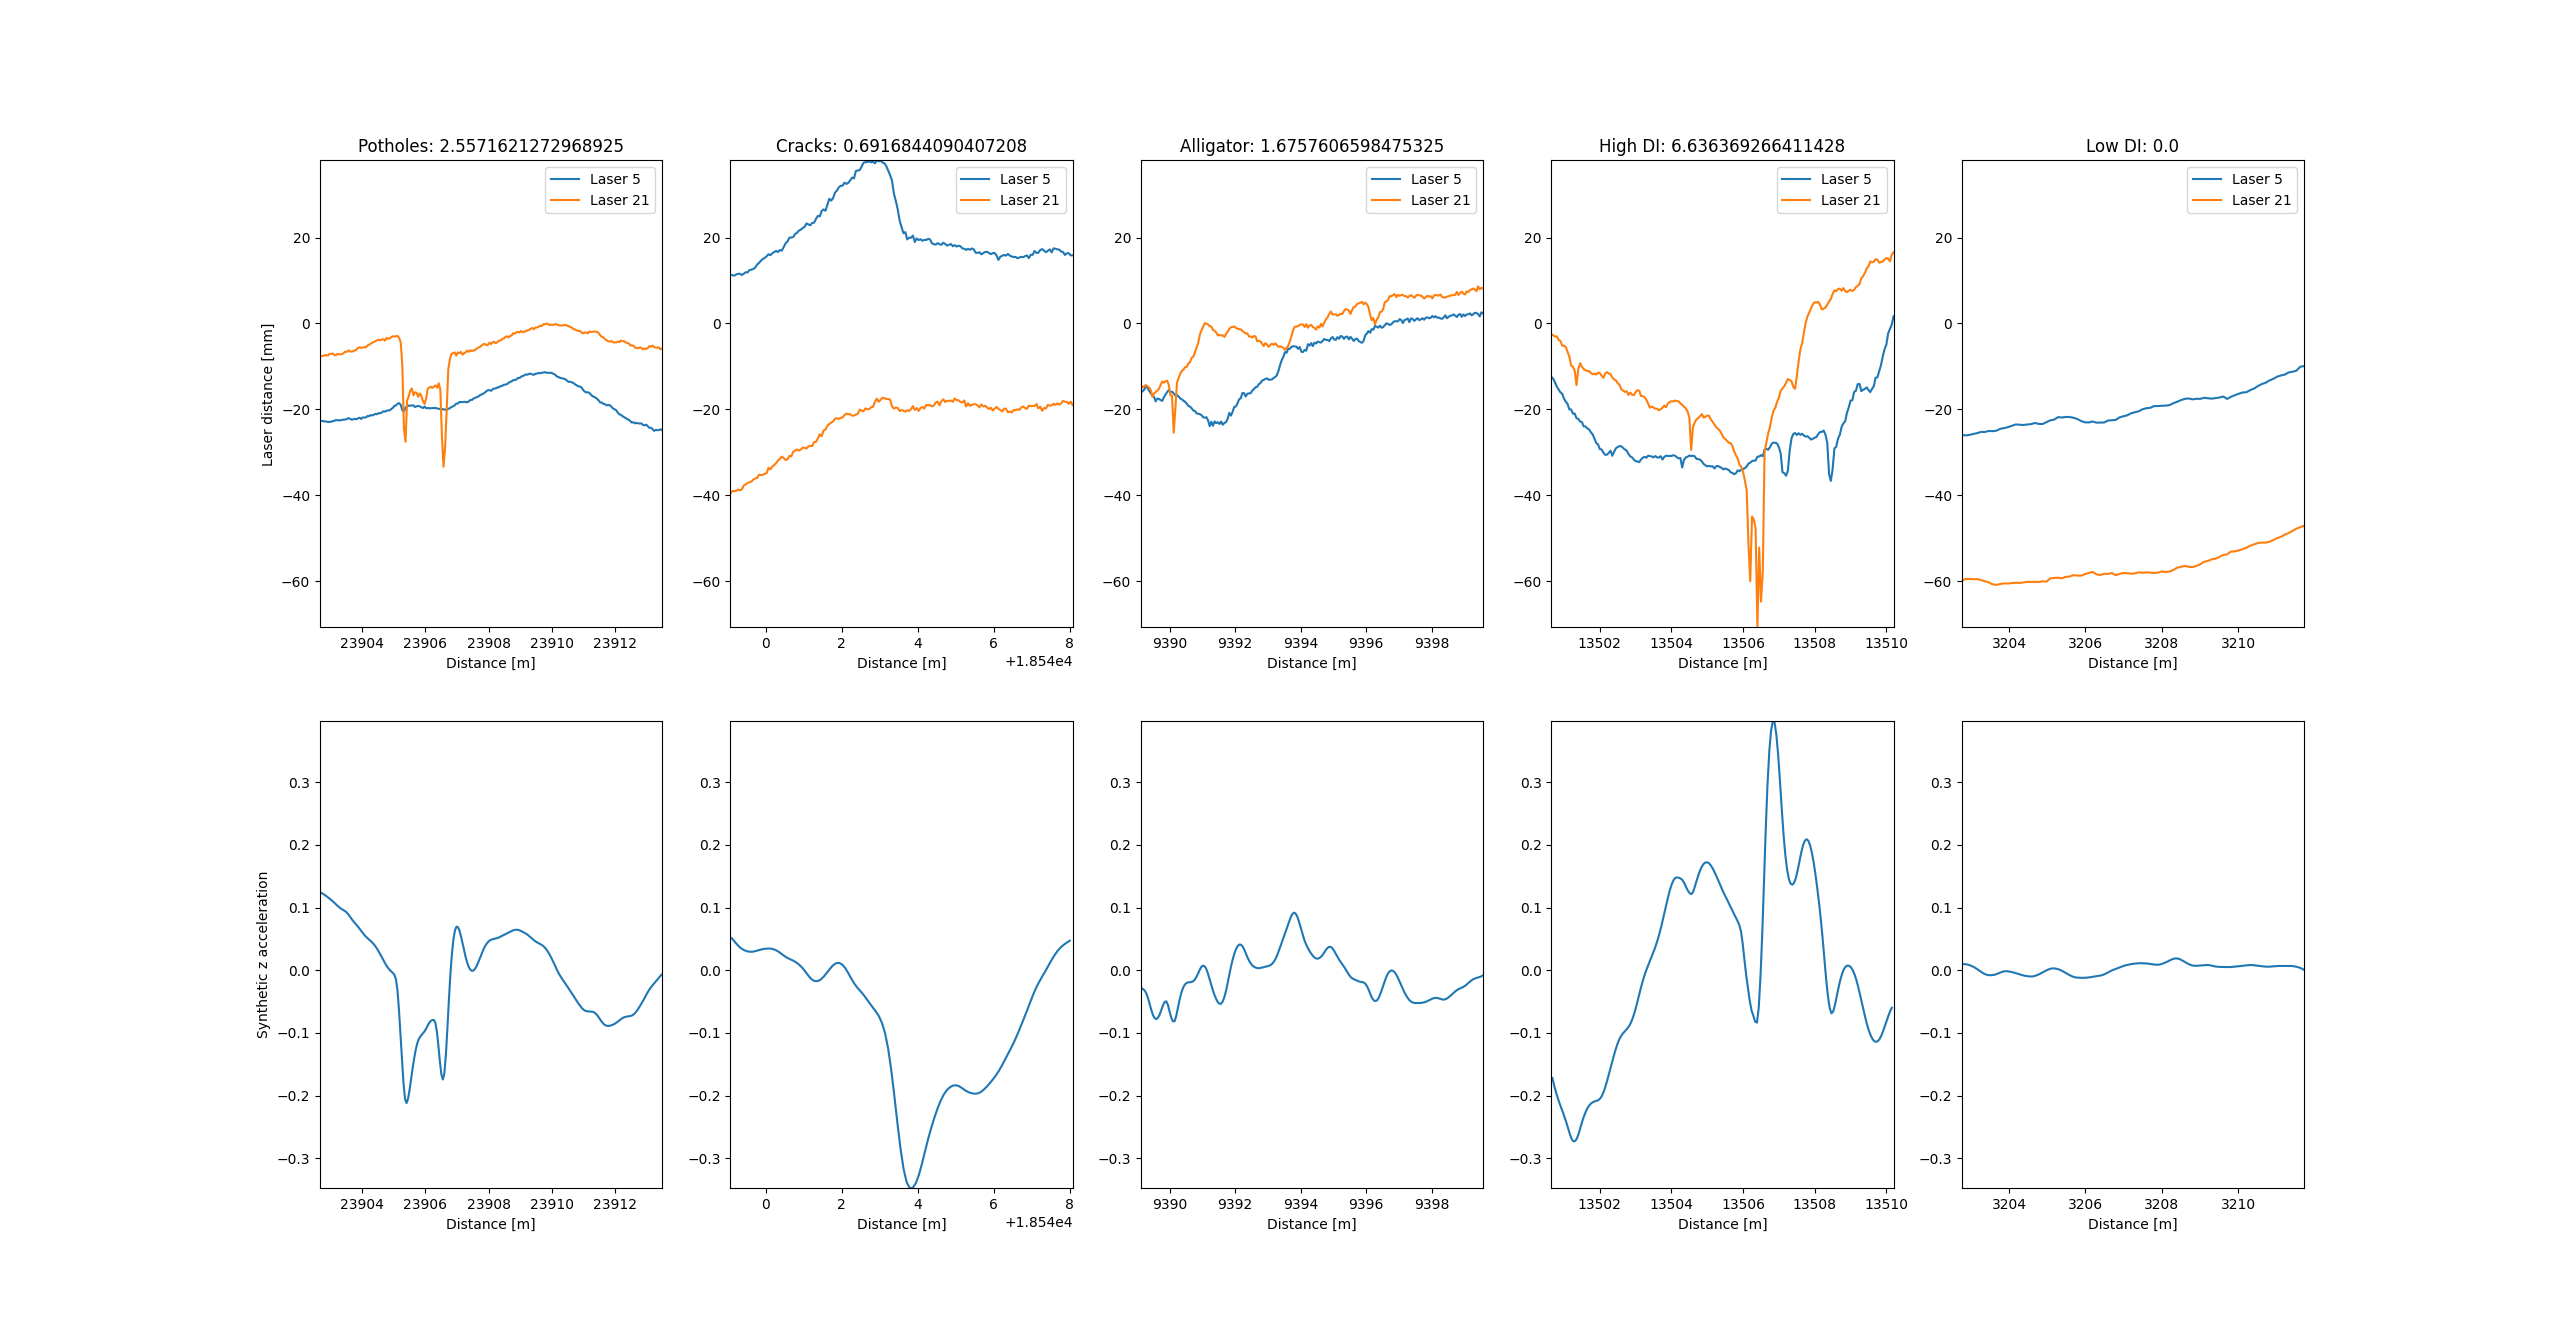 Potholes: 2.5571621272968925
Laser 5
Laser 21
20
0
−20
−40
−60
Laser distance [mm]
23904 23906 23908 23910 23912
Distance [m]
Cracks: 0.6916844090407208
Laser 5
Laser 21
20
0
−20
−40
−60
0 2 4 6 8
Distance [m]
+1.854e4
Alligator: 1.6757606598475325
Laser 5
Laser 21
20
0
−20
−40
−60
9390 9392 9394 9396 9398
Distance [m]
High DI: 6.636369266411428
Laser 5
Laser 21
20
0
−20
−40
−60
13502 13504 13506 13508 13510
Distance [m]
Low DI: 0.0
Laser 5
Laser 21
20
0
−20
−40
−60
3204 3206 3208 3210
Distance [m]
0.3
0.2
0.1
0.0
−0.1
−0.2
−0.3
Synthetic z acceleration
23904 23906 23908 23910 23912
Distance [m]
0.3
0.2
0.1
0.0
−0.1
−0.2
−0.3
0 2 4 6 8
Distance [m]
+1.854e4
0.3
0.2
0.1
0.0
−0.1
−0.2
−0.3
9390 9392 9394 9396 9398
Distance [m]
0.3
0.2
0.1
0.0
−0.1
−0.2
−0.3
13502 13504 13506 13508 13510
Distance [m]
0.3
0.2
0.1
0.0
−0.1
−0.2
−0.3
3204 3206 3208 3210
Distance [m]